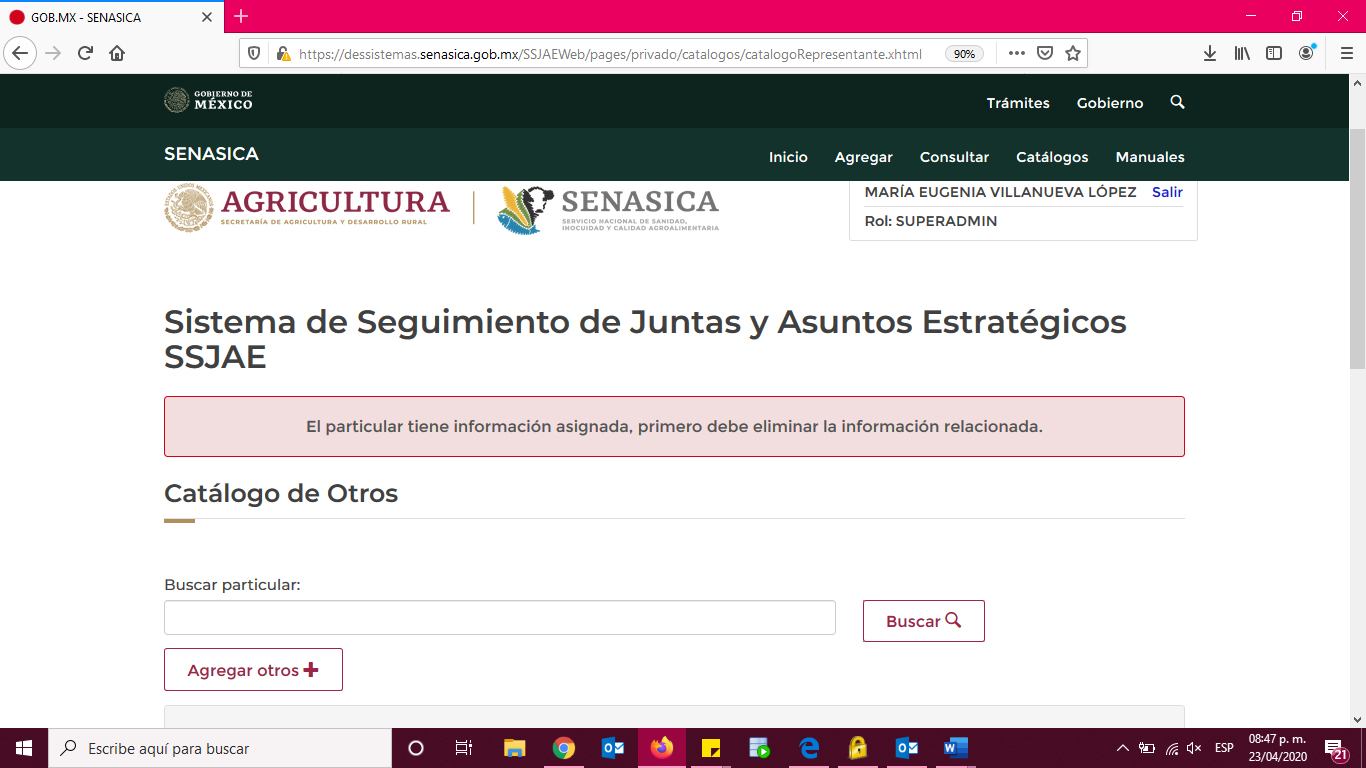 GOB.MX - SENASICA
https://dessistemas.senasica.gob.mx/SSJAEWeb/pages/privado/catalogos/catalogoRepresentante.xhtml
90%
GOBIERNO DE
MÉXICO
Trámites
Gobierno
SENASICA
Inicio
Agregar
Consultar
Catálogos
Manuales
ESTADOS UNIDOS MEXICANOS
AGRICULTURA
SECRETARÍA DE AGRICULTURA Y DESARROLLO RURAL
SENASICA
SERVICIO NACIONAL DE SANIDAD,
INOCUIDAD Y CALIDAD AGROALIMENTARIA
MARÍA EUGENIA VILLANUEVA LÓPEZ Salir
Rol: SUPERADMIN
Sistema de Seguimiento de Juntas y Asuntos Estratégicos
SSJAE
El particular tiene información asignada, primero debe eliminar la información relacionada.
Catálogo de Otros
Buscar particular:
Buscar
Agregar otros
Escribe aquí para buscar
ESP
08:47 p. m.
23/04/2020
21